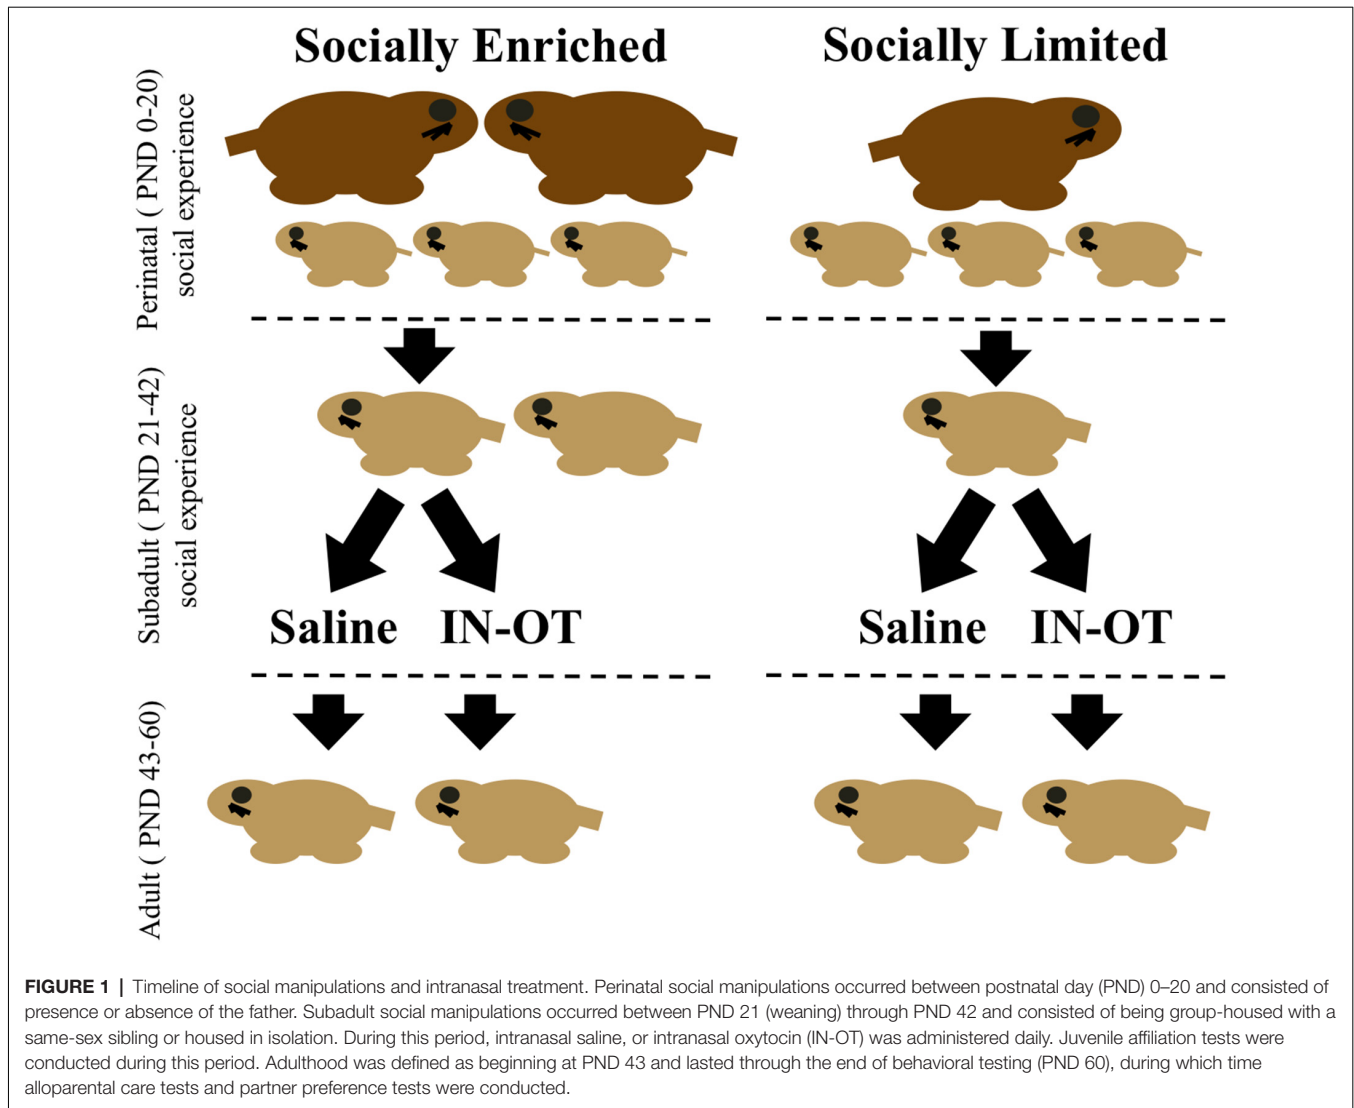 Socially Enriched
Socially Limited
Perinatal ( PND 0-20)
social experience
Subadult ( PND 21-42)
social experience
Saline
IN-OT
Saline
IN-OT
Adult ( PND 43-60)
FIGURE 1 | Timeline of social manipulations and intranasal treatment. Perinatal social manipulations occurred between postnatal day (PND) 0–20 and consisted of
presence or absence of the father. Subadult social manipulations occurred between PND 21 (weaning) through PND 42 and consisted of being group-housed with a
same-sex sibling or housed in isolation. During this period, intranasal saline, or intranasal oxytocin (IN-OT) was administered daily. Juvenile affiliation tests were
conducted during this period. Adulthood was defined as beginning at PND 43 and lasted through the end of behavioral testing (PND 60), during which time
alloparental care tests and partner preference tests were conducted.